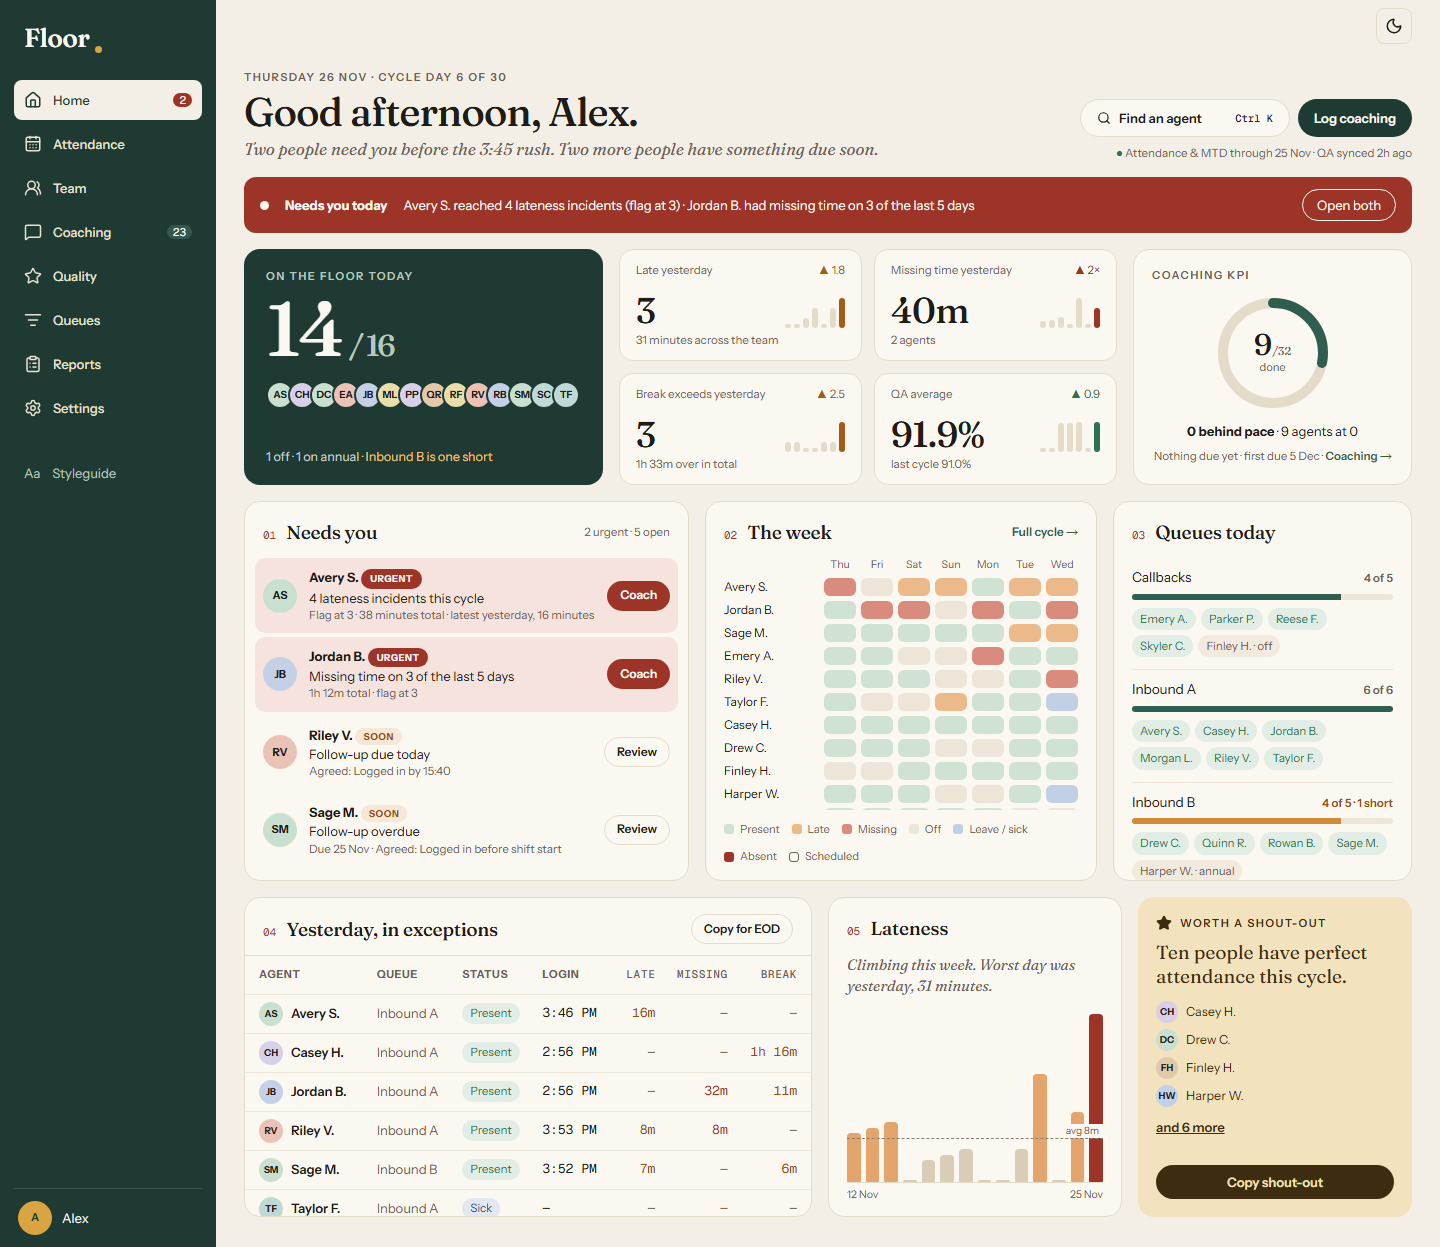 Floor.
Home 2
Attendance
Team
Coaching 23
Quality
Queues
Reports
Settings
Aa Styleguide
A Alex
THURSDAY 26 NOV · CYCLE DAY 6 OF 30
Good afternoon, Alex.
Two people need you before the 3:45 rush. Two more people have something due soon.
Find an agent Ctrl K
Log coaching
Attendance & MTD through 25 Nov · QA synced 2h ago
Needs you today Avery S. reached 4 lateness incidents (flag at 3) · Jordan B. had missing time on 3 of the last 5 days Open both
ON THE FLOOR TODAY
14 /16
AS CH DC EA JB ML PP QR RF RV RB SM SC TF
1 off · 1 on annual · Inbound B is one short
Late yesterday ▲ 1.8
3
31 minutes across the team
Missing time yesterday ▲ 2×
40m
2 agents
Break exceeds yesterday ▲ 2.5
3
1h 33m over in total
QA average ▲ 0.9
91.9%
last cycle 91.0%
COACHING KPI
9/32
done
0 behind pace · 9 agents at 0
Nothing due yet · first due 5 Dec · Coaching →
01 Needs you 2 urgent · 5 open
AS Avery S. URGENT
4 lateness incidents this cycle
Flag at 3 · 38 minutes total · latest yesterday, 16 minutes
Coach
JB Jordan B. URGENT
Missing time on 3 of the last 5 days
1h 12m total · flag at 3
Coach
RV Riley V. SOON
Follow-up due today
Agreed: Logged in by 15:40
Review
SM Sage M. SOON
Follow-up overdue
Due 25 Nov · Agreed: Logged in before shift start
Review
02 The week Full cycle →
Thu Fri Sat Sun Mon Tue Wed
Avery S.
Jordan B.
Sage M.
Emery A.
Riley V.
Taylor F.
Casey H.
Drew C.
Finley H.
Harper W.
Present Late Missing Off Leave / sick
Absent Scheduled
03 Queues today
Callbacks 4 of 5
Emery A. Parker P. Reese F.
Skyler C. Finley H. · off
Inbound A 6 of 6
Avery S. Casey H. Jordan B.
Morgan L. Riley V. Taylor F.
Inbound B 4 of 5 · 1 short
Drew C. Quinn R. Rowan B. Sage M.
Harper W. · annual
04 Yesterday, in exceptions Copy for EOD
AGENT QUEUE STATUS LOGIN LATE MISSING BREAK
AS Avery S. Inbound A Present 3:46 PM 16m – –
CH Casey H. Inbound A Present 2:56 PM – – 1h 16m
JB Jordan B. Inbound A Present 2:56 PM – 32m 11m
RV Riley V. Inbound A Present 3:53 PM 8m 8m –
SM Sage M. Inbound B Present 3:52 PM 7m – 6m
TF Taylor F. Inbound A Sick – – – –
05 Lateness
Climbing this week. Worst day was
yesterday, 31 minutes.
avg 8m
12 Nov 25 Nov
WORTH A SHOUT-OUT
Ten people have perfect
attendance this cycle.
CH Casey H.
DC Drew C.
FH Finley H.
HW Harper W.
and 6 more
Copy shout-out